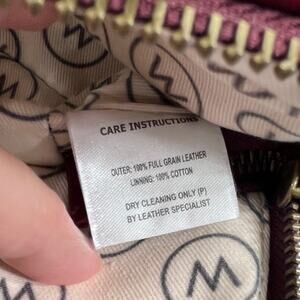 CARE INSTRUCTIONS
OUTER: 100% FULL GRAIN LEATHER
LINNING: 100% COTTON
DRY CLEANING ONLY (P)
BY LEATHER SPECIALIST